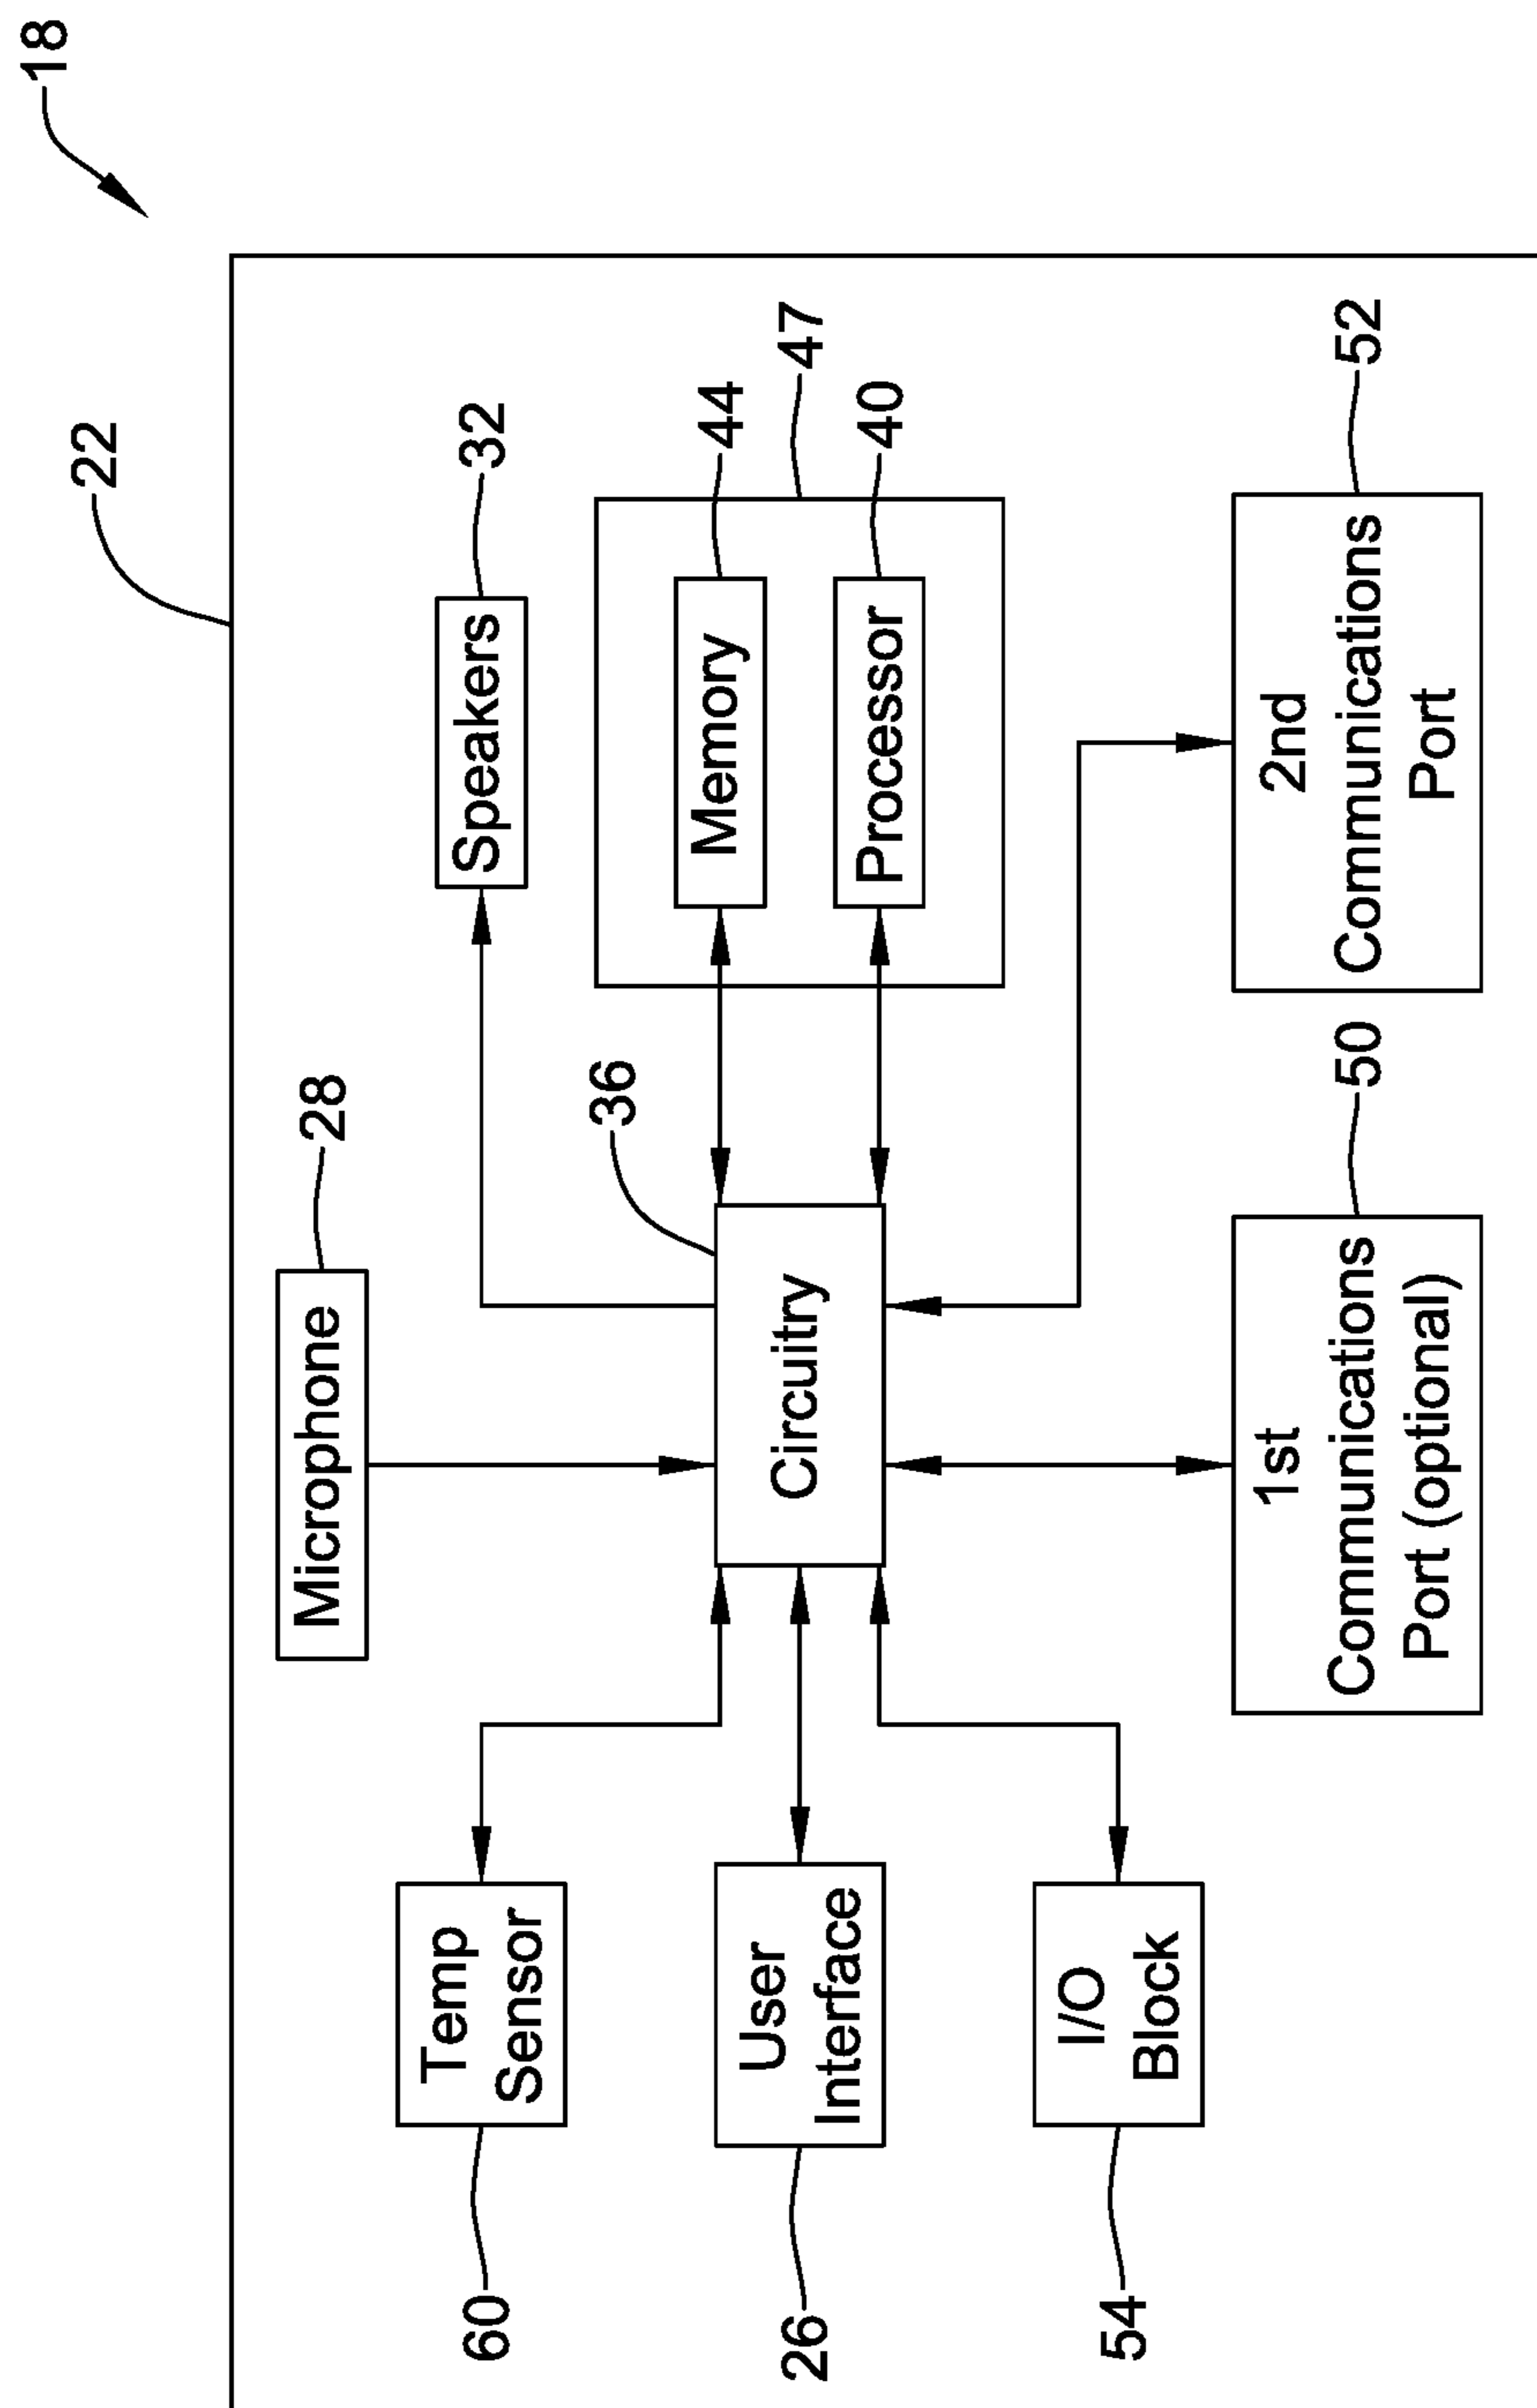 18
22
Microphone
28
Speakers
32
Temp
Sensor
60
Memory
44
47
Processor
40
36
Circuitry
User
Interface
26
I/O
Block
54
1st
Communications
Port (optional)
50
2nd
Communications
Port
52